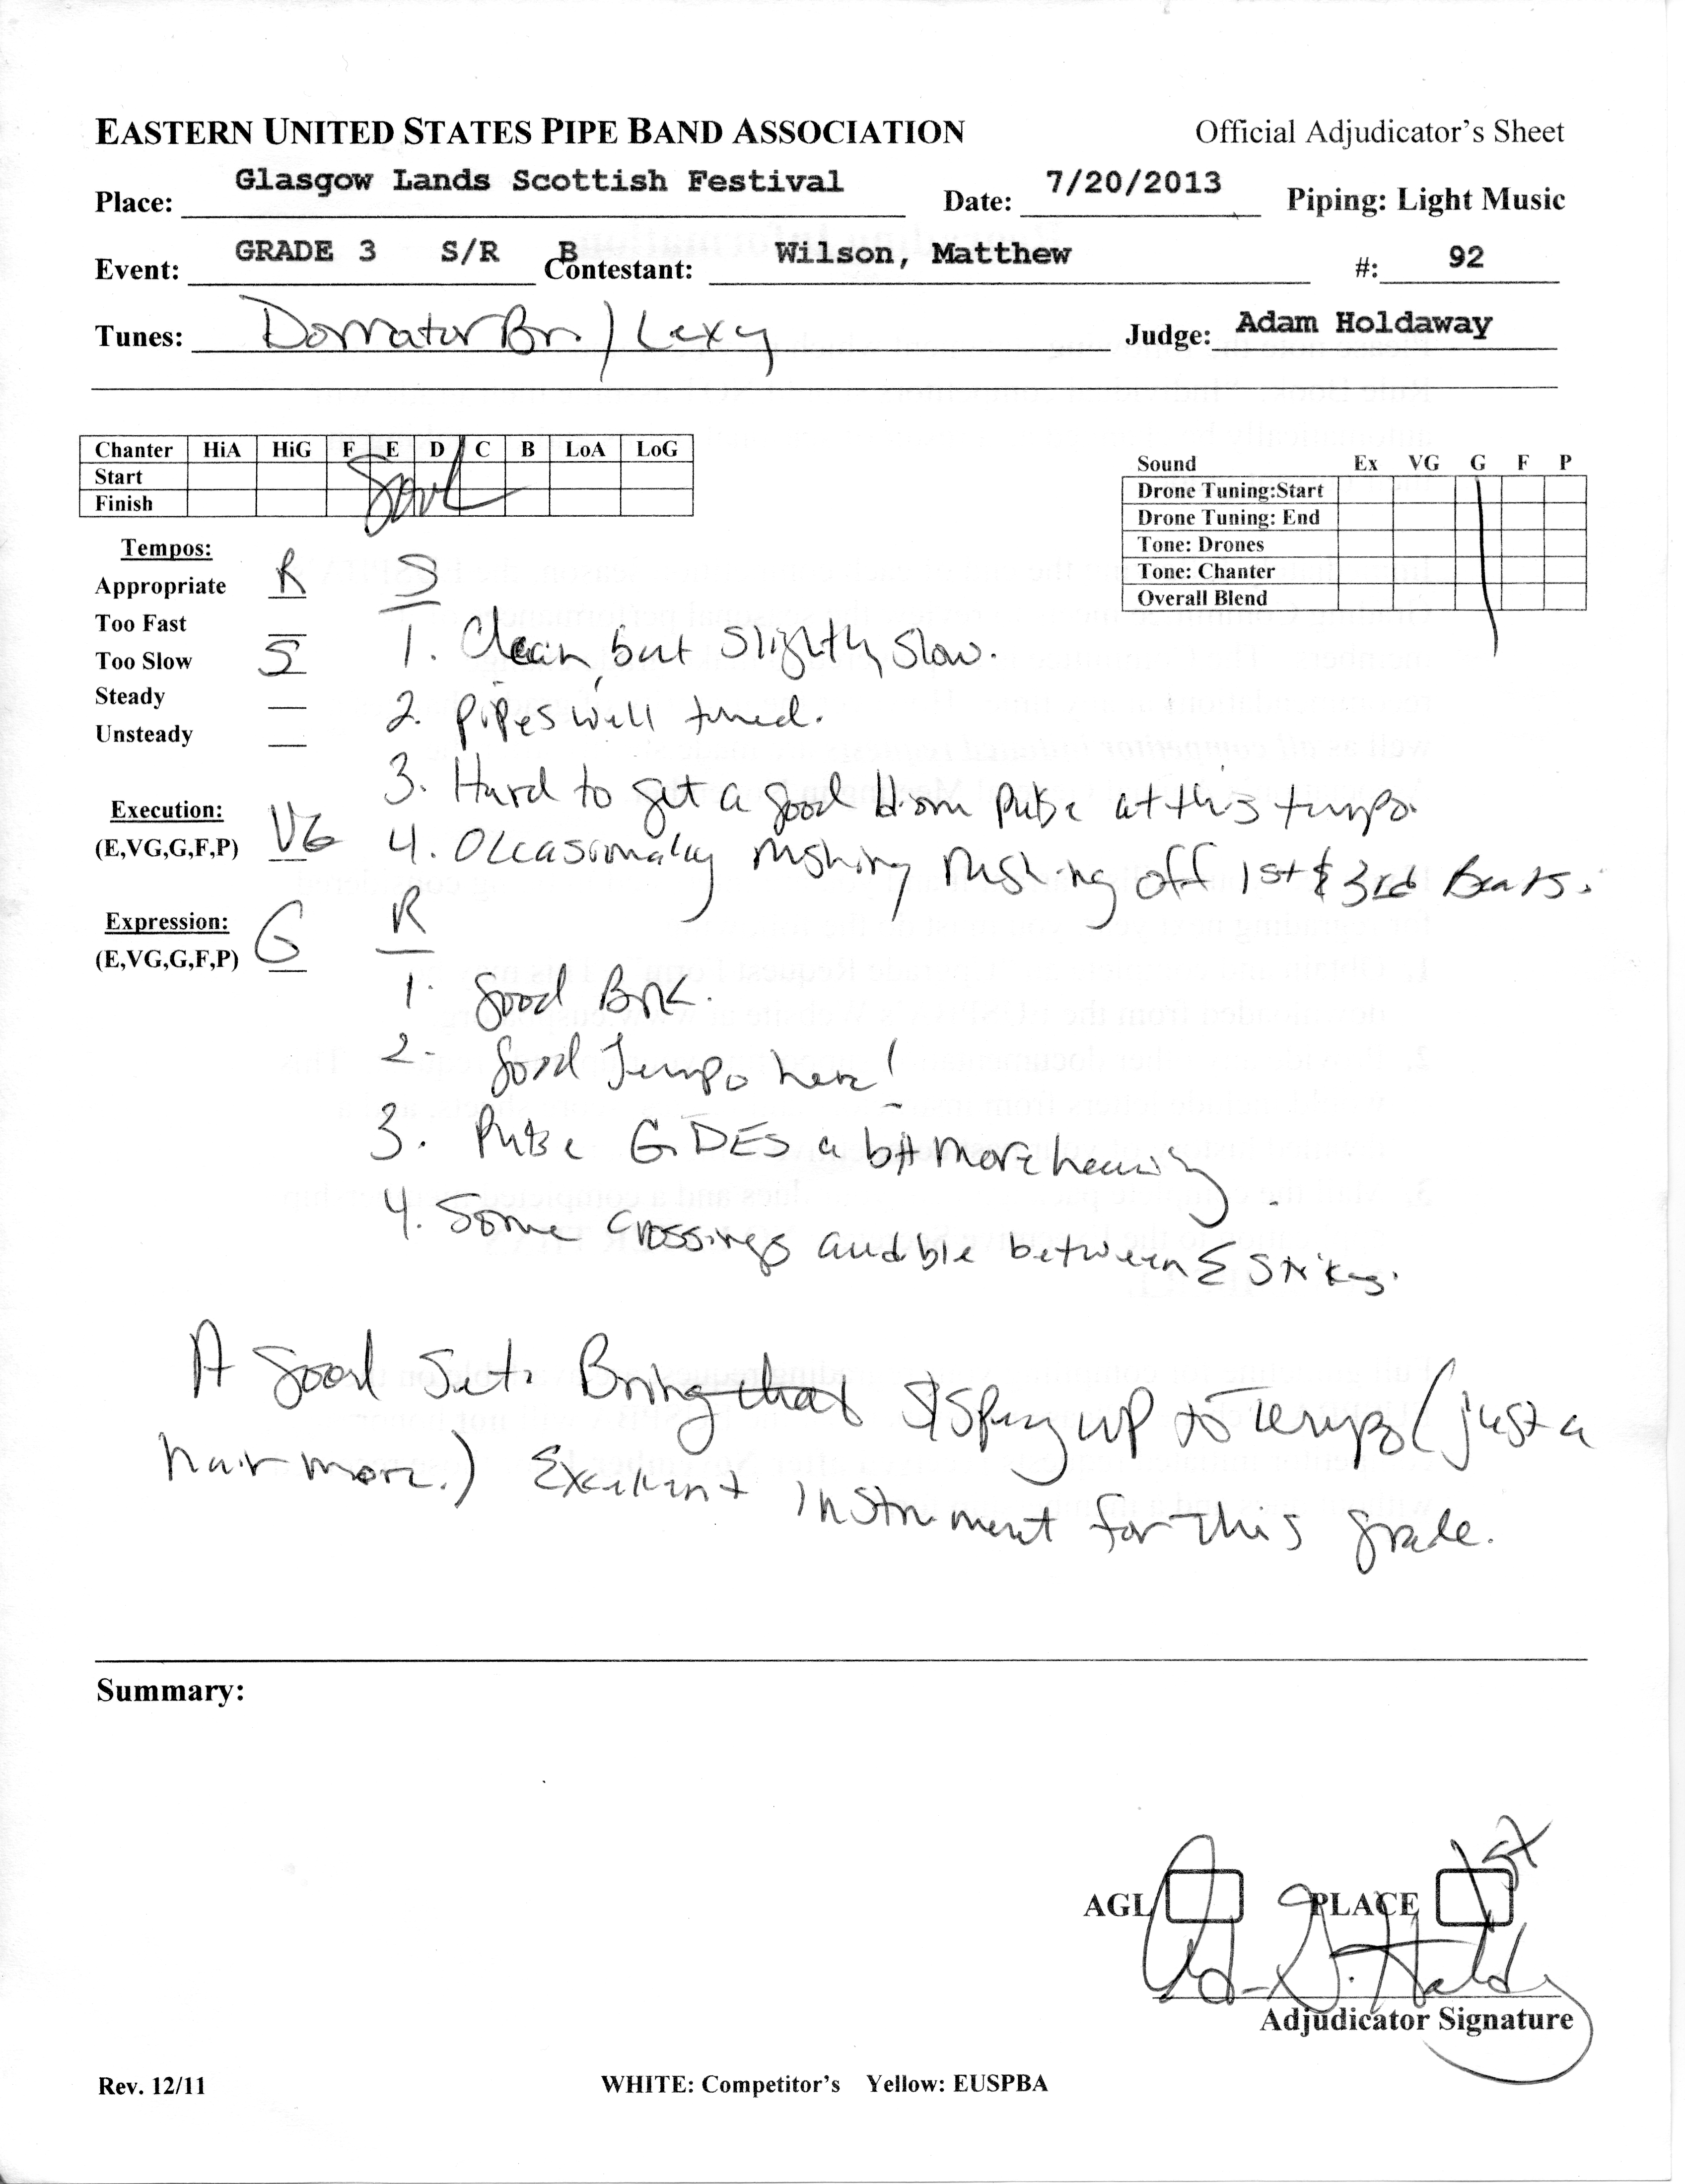 EASTERN UNITED STATES PIPE BAND ASSOCIATION Official Adjudicator's Sheet
Place: Glasgow Lands Scottish Festival Date: 7/20/2013 Piping: Light Music
Event: GRADE 3 S/R B Contestant: Wilson, Matthew #: 92
Tunes: Dorrator Br. / Lexy Judge: Adam Holdaway
Chanter HiA HiG F E D C B LoA LoG
Start
Finish
Sound Ex VG G F P
Drone Tuning:Start
Drone Tuning: End
Tone: Drones
Tone: Chanter
Overall Blend
Tempos:
Appropriate R S
Too Fast
1. Clean, but slightly slow.
Too Slow S
Steady
2. Pipes well tuned.
Unsteady
3. Hard to get a good Strong pulse at this tempo.
Execution:
(E,VG,G,F,P) VG
4. Occasionally rushing rushing off 1st & 3rd Beats.
Expression:
(E,VG,G,F,P) G
R
1. Good Brk.
2. Good Tempo here!
3. Pulse GDES a bit more heavily
4. Some crossings audible between E strikes.
A good set. Bring that Spey up to Tempo (just a
hair more.) Excellent instrument for this grade.
Summary:
AGL PLACE 1st
Adjudicator Signature
Rev. 12/11 WHITE: Competitor's Yellow: EUSPBA